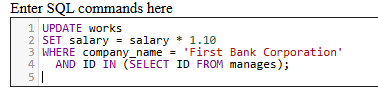 Enter SQL commands here
1 UPDATE works
2 SET salary = salary * 1.10
3 WHERE company_name = 'First Bank Corporation'
4   AND ID IN (SELECT ID FROM manages);
5